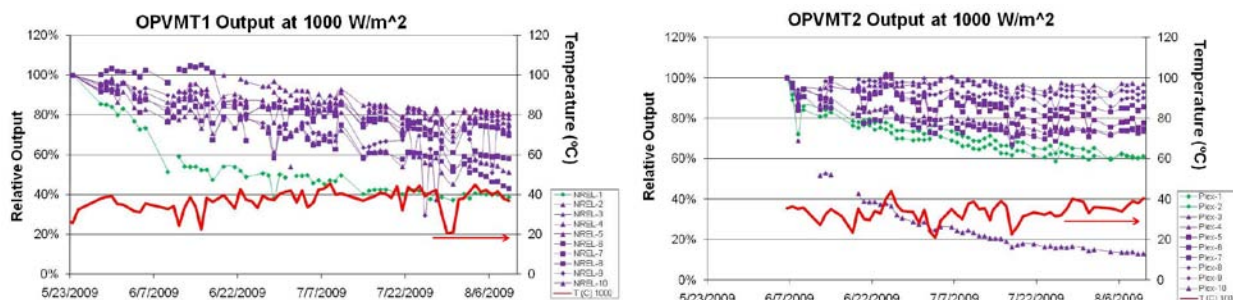 OPVMT1 Output at 1000 W/m^2
Relative Output
120%
100%
80%
60%
40%
20%
0%
5/23/2009
6/7/2009
6/22/2009
7/7/2009
7/22/2009
8/6/2009
120
100
80
60
40
20
0
Temperature (ºC)
NREL-1
NREL-2
NREL-3
NREL-4
NREL-5
NREL-6
NREL-7
NREL-8
NREL-9
NREL-10
T (C) 1000
OPVMT2 Output at 1000 W/m^2
Relative Output
120%
100%
80%
60%
40%
20%
0%
5/23/2009
6/7/2009
6/22/2009
7/7/2009
7/22/2009
8/6/2009
120
100
80
60
40
20
0
Temperature (ºC)
Plex-1
Plex-2
Plex-3
Plex-4
Plex-5
Plex-6
Plex-7
Plex-8
Plex-9
Plex-10